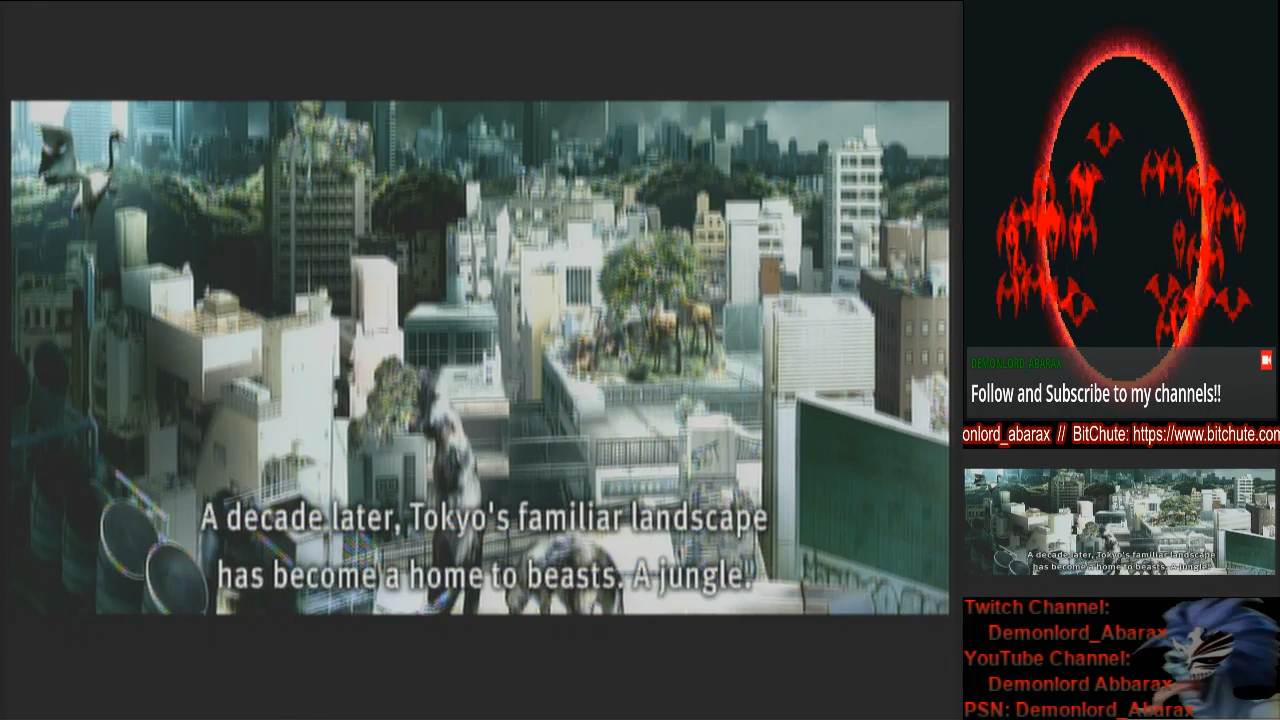 A decade later, Tokyo's familiar landscape
has become a home to beasts. A jungle.
DEMONLORD_ABARAX
Follow and Subscribe to my channels!!
onlord_abarax // BitChute: https://www.bitchute.con
A decade later, Tokyo's familiar landscape
has become a home to beasts. A jungle.
Twitch Channel:
Demonlord_Abarax
YouTube Channel:
Demonlord Abbarax
PSN: Demonlord_Abarax